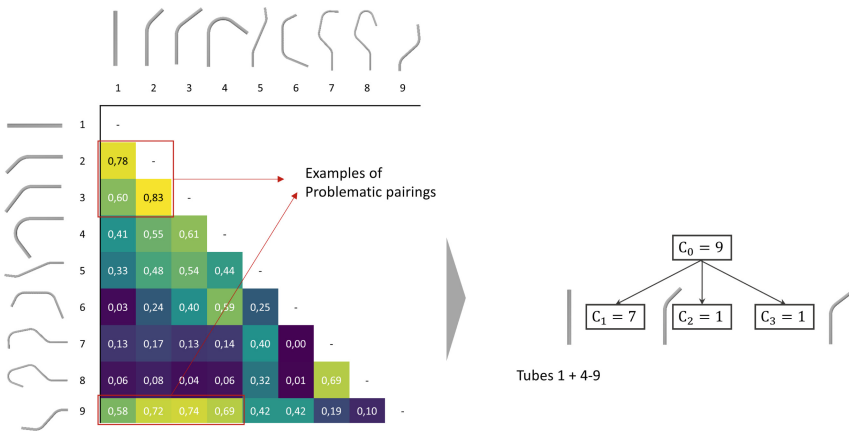 1 2 3 4 5 6 7 8 9
1 -
2 0,78 -
3 0,60 0,83 -
4 0,41 0,55 0,61 -
5 0,33 0,48 0,54 0,44 -
6 0,03 0,24 0,40 0,59 0,25 -
7 0,13 0,17 0,13 0,14 0,40 0,00 -
8 0,06 0,08 0,04 0,06 0,32 0,01 0,69 -
9 0,58 0,72 0,74 0,69 0,42 0,42 0,19 0,10 -
Examples of
Problematic pairings
C₀ = 9
C₁ = 7 C₂ = 1 C₃ = 1
Tubes 1 + 4-9